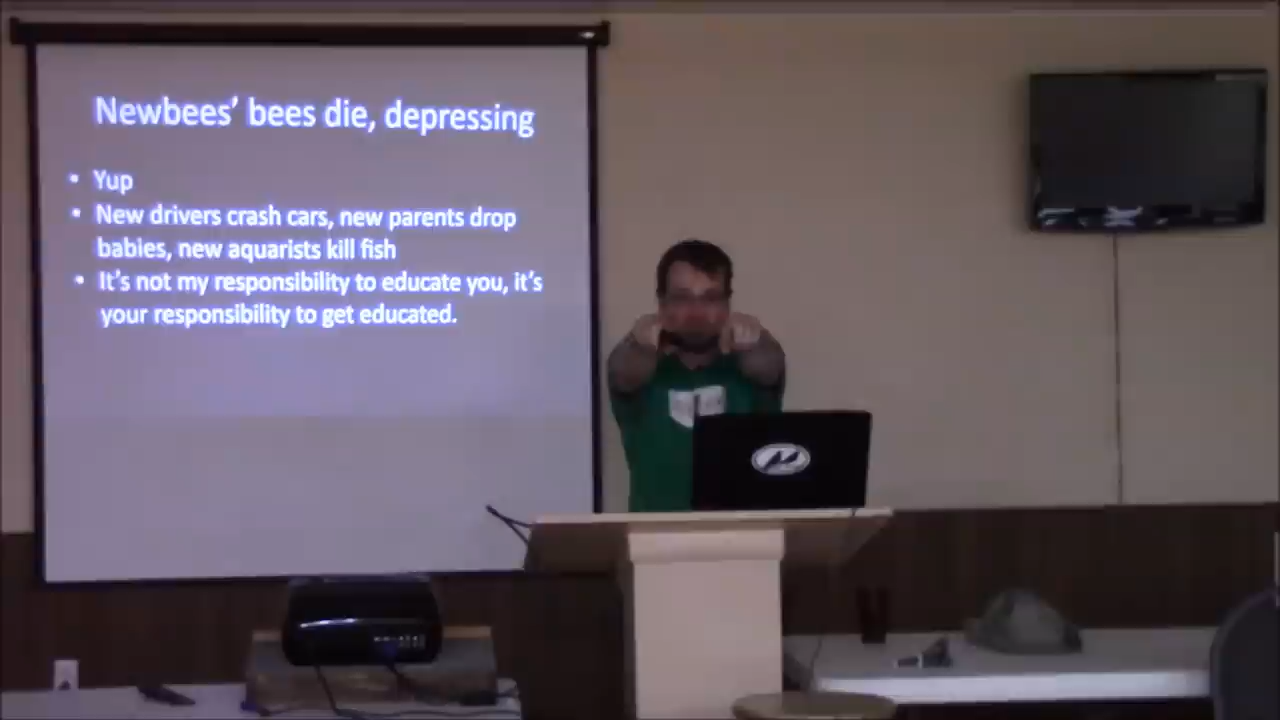 Newbees’ bees die, depressing
• Yup
• New drivers crash cars, new parents drop
babies, new aquarists kill fish
• It’s not my responsibility to educate you, it’s
your responsibility to get educated.